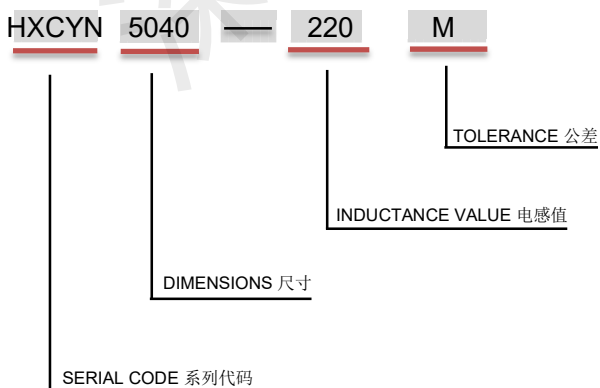 HXCYN 5040 — 220 M
TOLERANCE 公差
INDUCTANCE VALUE 电感值
DIMENSIONS 尺寸
SERIAL CODE 系列代码